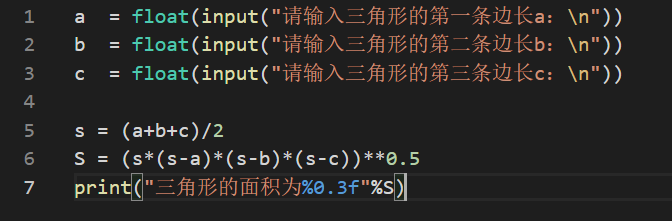 1 a  = float(input("请输入三角形的第一条边长a：\n"))
2 b  = float(input("请输入三角形的第二条边长b：\n"))
3 c  = float(input("请输入三角形的第三条边长c：\n"))
4
5 s = (a+b+c)/2
6 S = (s*(s-a)*(s-b)*(s-c))**0.5
7 print("三角形的面积为%0.3f"%S)